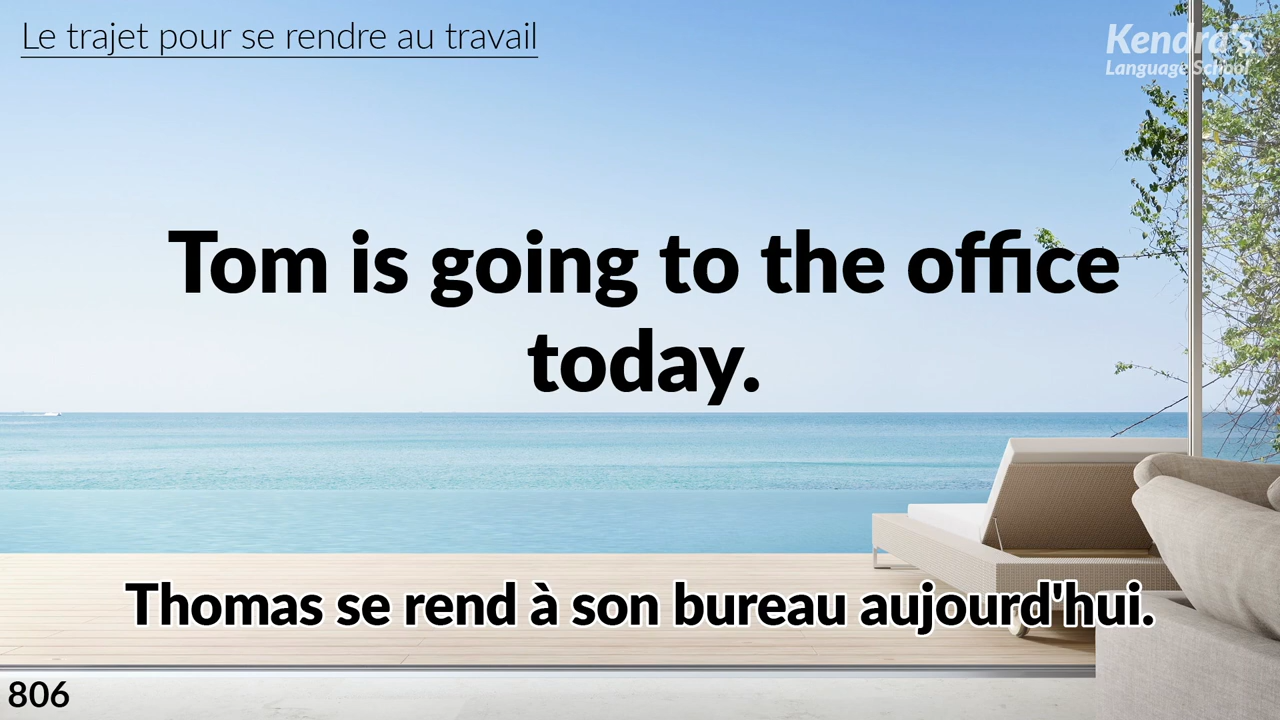 Le trajet pour se rendre au travail
Kendra's
Language School
Tom is going to the office
today.
Thomas se rend à son bureau aujourd'hui.
806